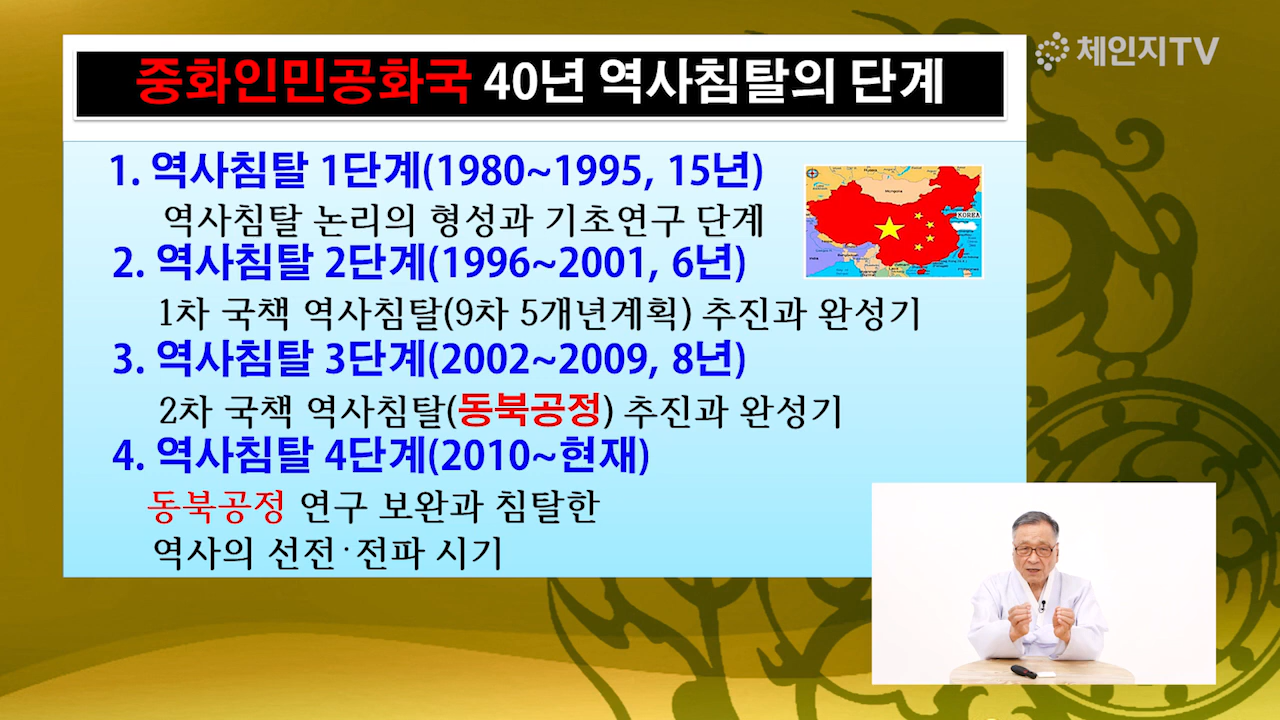 체인지TV
중화인민공화국 40년 역사침탈의 단계
1. 역사침탈 1단계(1980~1995, 15년)
역사침탈 논리의 형성과 기초연구 단계
KOREA
2. 역사침탈 2단계(1996~2001, 6년)
1차 국책 역사침탈(9차 5개년계획) 추진과 완성기
3. 역사침탈 3단계(2002~2009, 8년)
2차 국책 역사침탈(동북공정) 추진과 완성기
4. 역사침탈 4단계(2010~현재)
동북공정 연구 보완과 침탈한
역사의 선전·전파 시기